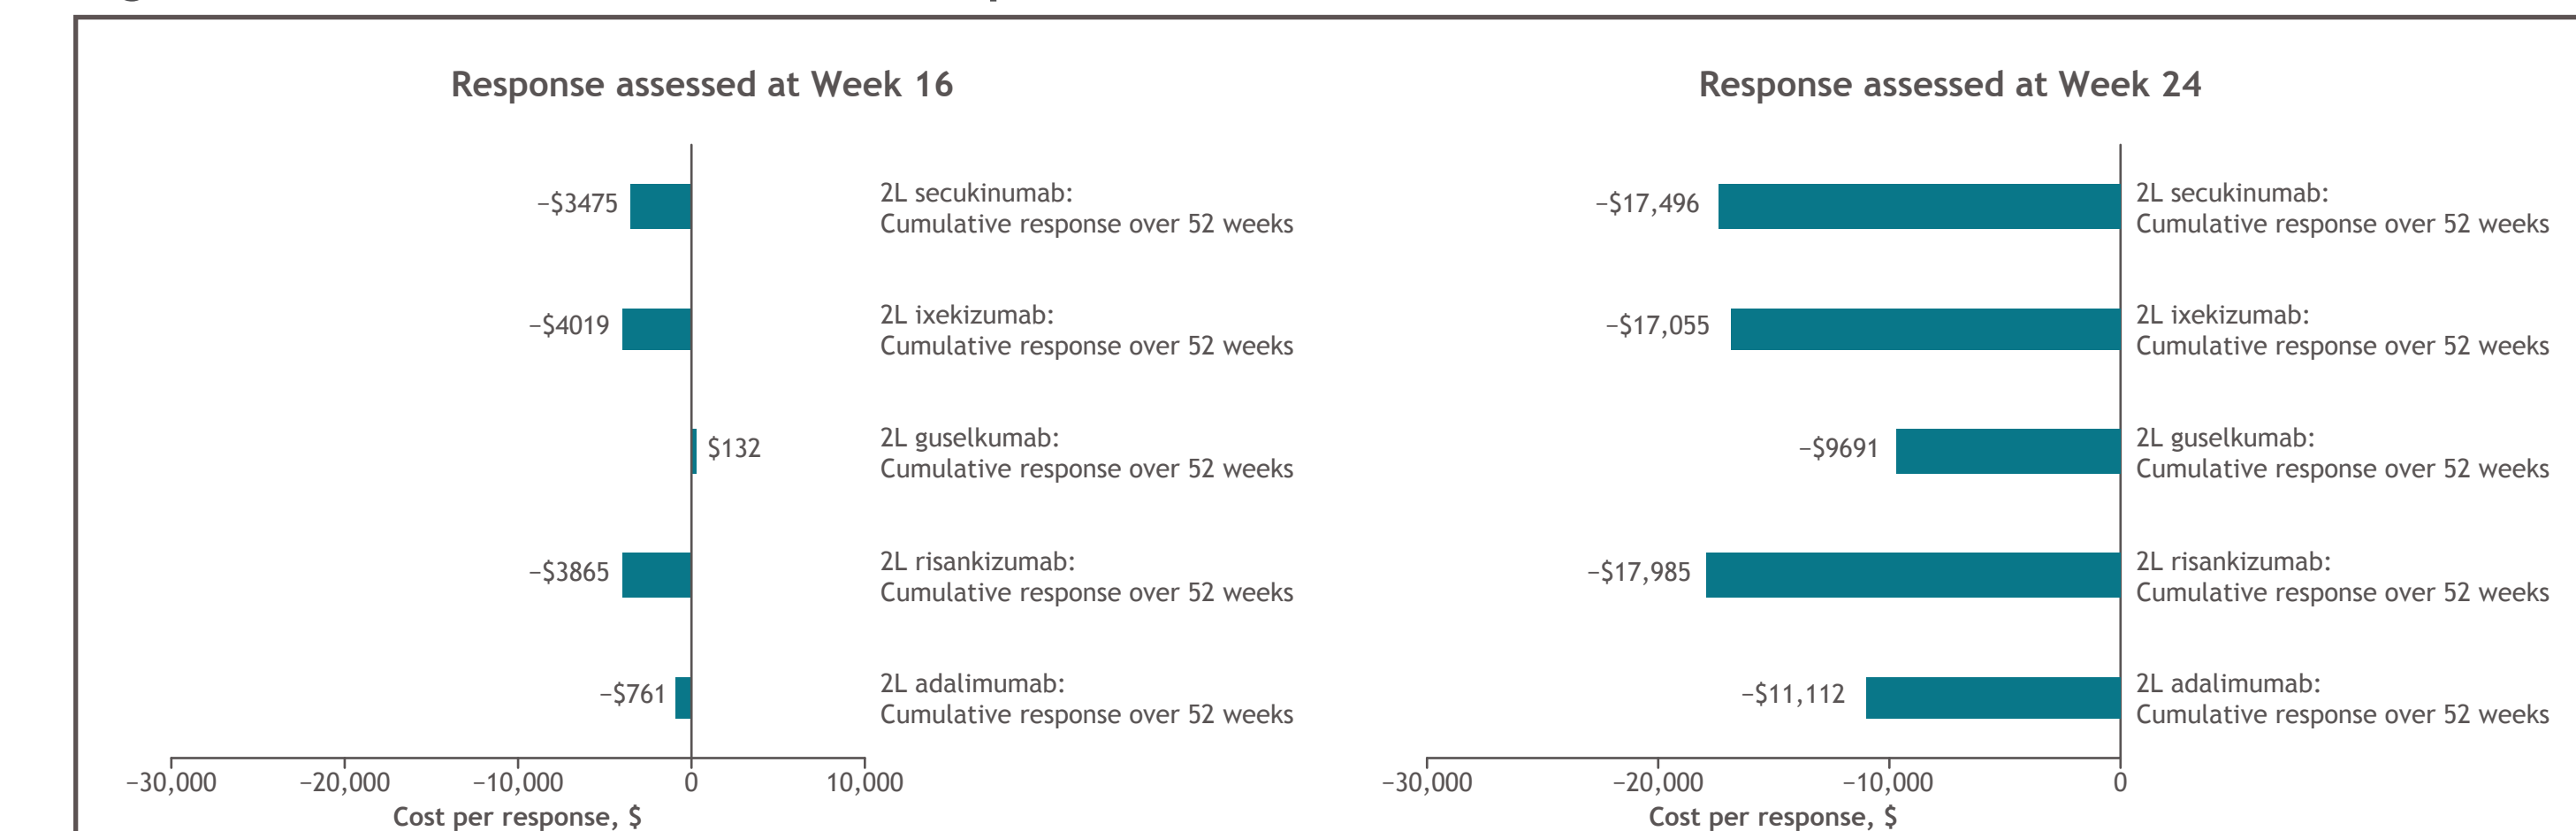 Response assessed at Week 16
−$3475
2L secukinumab:
Cumulative response over 52 weeks
−$4019
2L ixekizumab:
Cumulative response over 52 weeks
$132
2L guselkumab:
Cumulative response over 52 weeks
−$3865
2L risankizumab:
Cumulative response over 52 weeks
−$761
2L adalimumab:
Cumulative response over 52 weeks
−30,000 −20,000 −10,000 0 10,000
Cost per response, $
Response assessed at Week 24
−$17,496
2L secukinumab:
Cumulative response over 52 weeks
−$17,055
2L ixekizumab:
Cumulative response over 52 weeks
−$9691
2L guselkumab:
Cumulative response over 52 weeks
−$17,985
2L risankizumab:
Cumulative response over 52 weeks
−$11,112
2L adalimumab:
Cumulative response over 52 weeks
−30,000 −20,000 −10,000 0
Cost per response, $